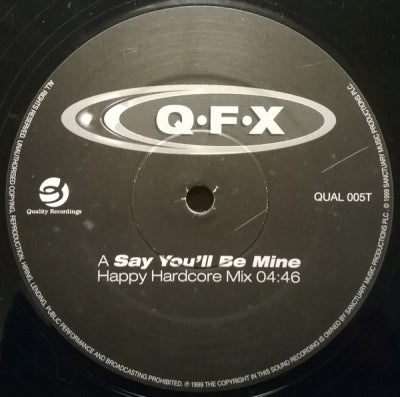 Q·F·X
Quality Recordings
QUAL 005T
A Say You'll Be Mine
Happy Hardcore Mix 04:46
ALL RIGHTS RESERVED. UNAUTHORISED COPYING, REPRODUCTION, HIRING, LENDING, PUBLIC PERFORMANCE AND BROADCASTING PROHIBITED. ℗ 1999 THE COPYRIGHT IN THIS SOUND RECORDING IS OWNED BY SANCTUARY MUSIC PRODUCTIONS PLC. © 1999 SANCTUARY MUSIC PRODUCTIONS PLC